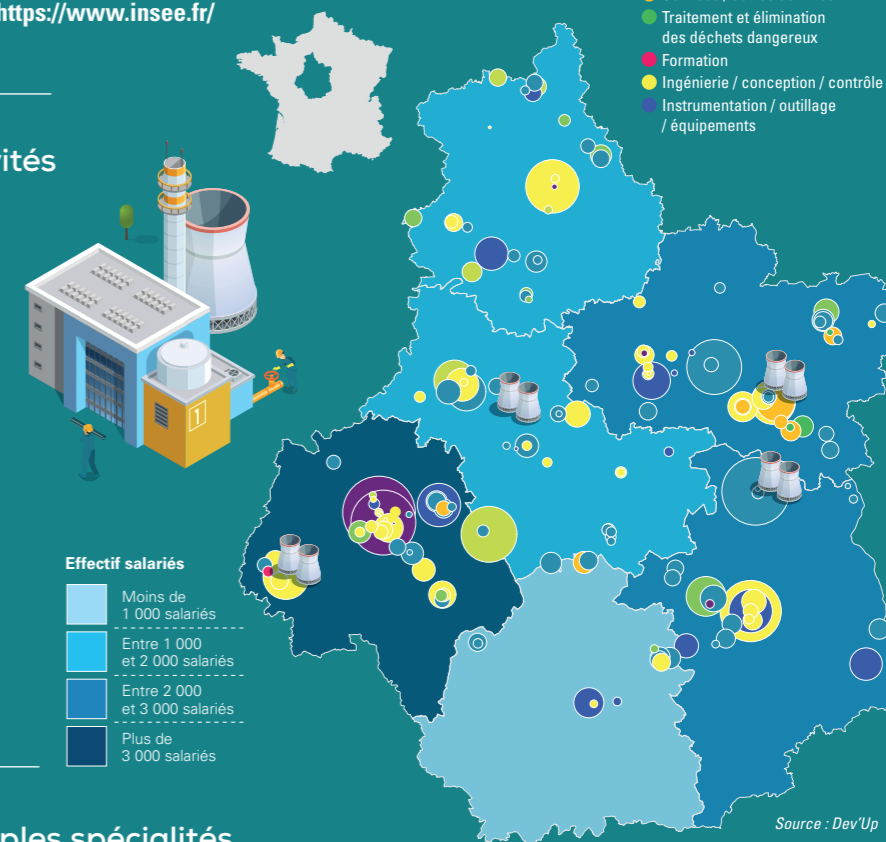 https://www.insee.fr/
Traitement et élimination
des déchets dangereux
Formation
Ingénierie / conception / contrôle
Instrumentation / outillage
/ équipements
1
Effectif salariés
Moins de
1 000 salariés
Entre 1 000
et 2 000 salariés
Entre 2 000
et 3 000 salariés
Plus de
3 000 salariés
Source : Dev'Up
spécialités